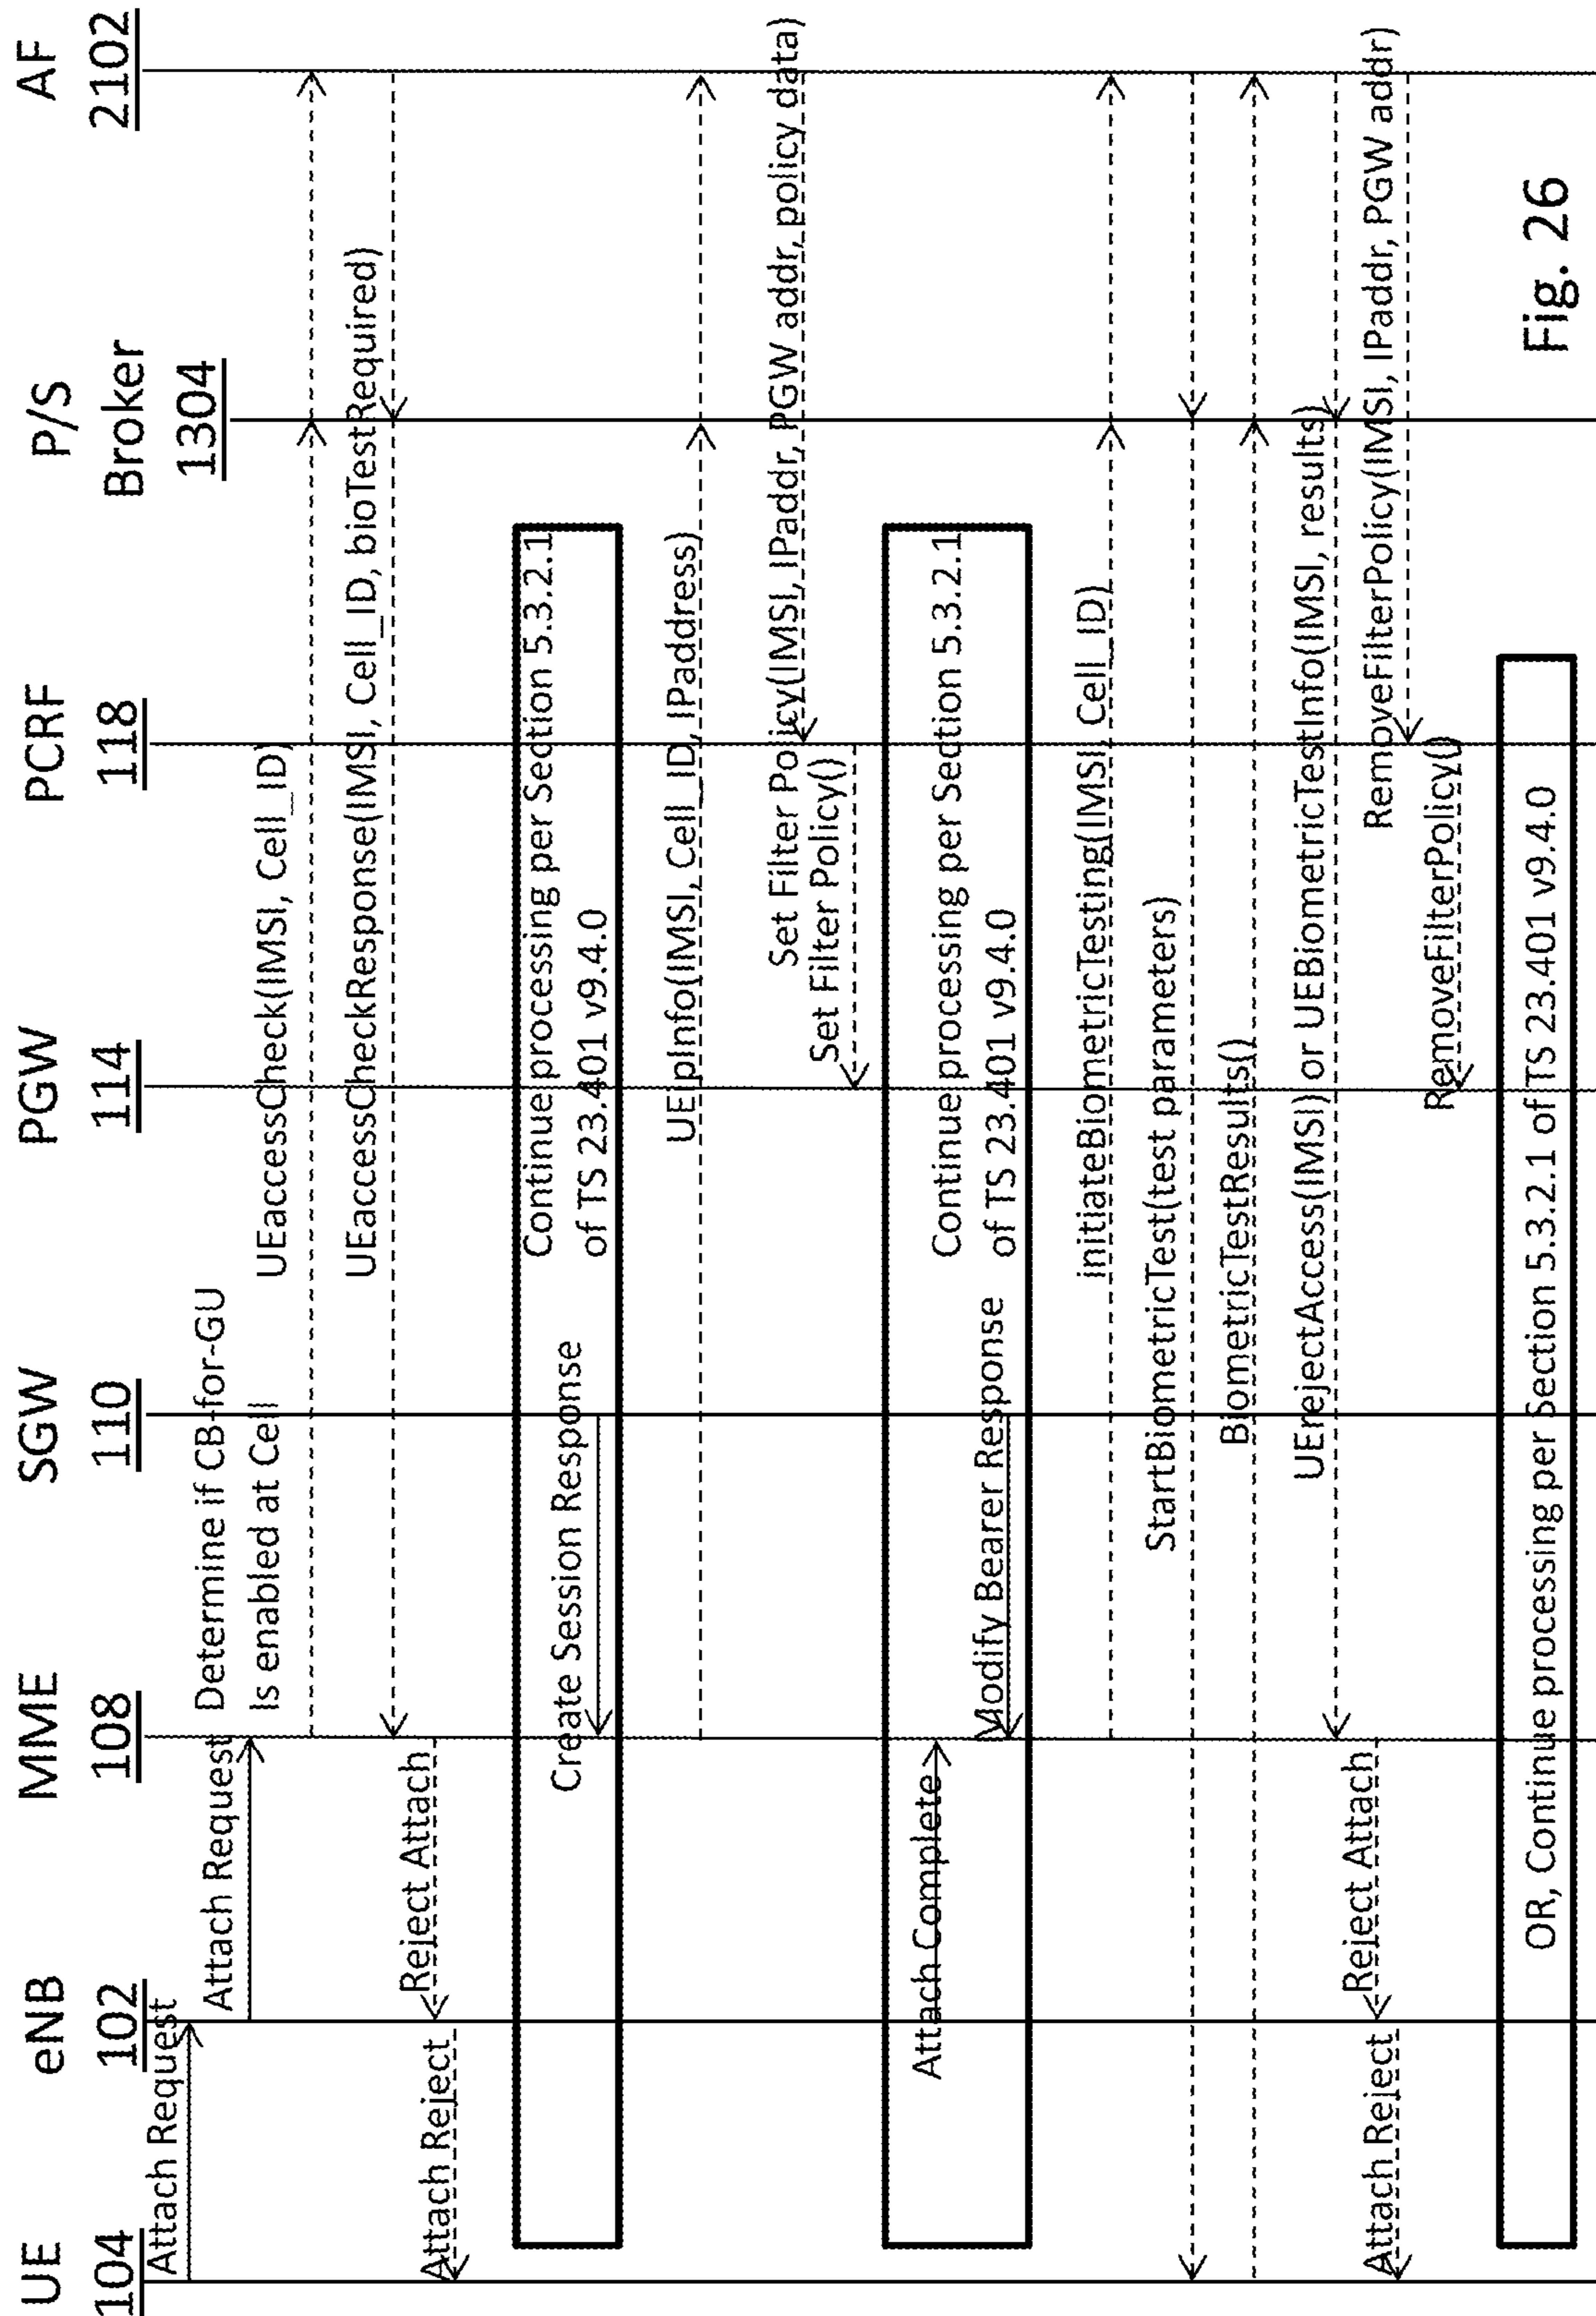 UE
104
eNB
102
MME
108
SGW
110
PGW
114
PCRF
118
P/S
Broker
1304
AF
2102
Attach Request
Attach Request
Determine if CB-for-GU
Is enabled at Cell
UEaccessCheck(IMSI, Cell_ID)
UEaccessCheckResponse(IMSI, Cell_ID, bioTestRequired)
Reject Attach
Attach Reject
Continue processing per Section 5.3.2.1
of TS 23.401 v9.4.0
Create Session Response
UEipInfo(IMSI, Cell_ID, IPaddress)
Set Filter Policy(IMSI, IPaddr, PGW addr, policy data)
Set Filter Policy()
Attach Complete
Continue processing per Section 5.3.2.1
of TS 23.401 v9.4.0
Modify Bearer Response
initiateBiometricTesting(IMSI, Cell_ID)
StartBiometricTest(test parameters)
BiometricTestResults()
UErejectAccess(IMSI) or UEBiometricTestInfo(IMSI, results)
Reject Attach
Attach Reject
RemoveFilterPolicy(IMSI, IPaddr, PGW addr)
RemoveFilterPolicy()
OR, Continue processing per Section 5.3.2.1 of TS 23.401 v9.4.0
Fig. 26